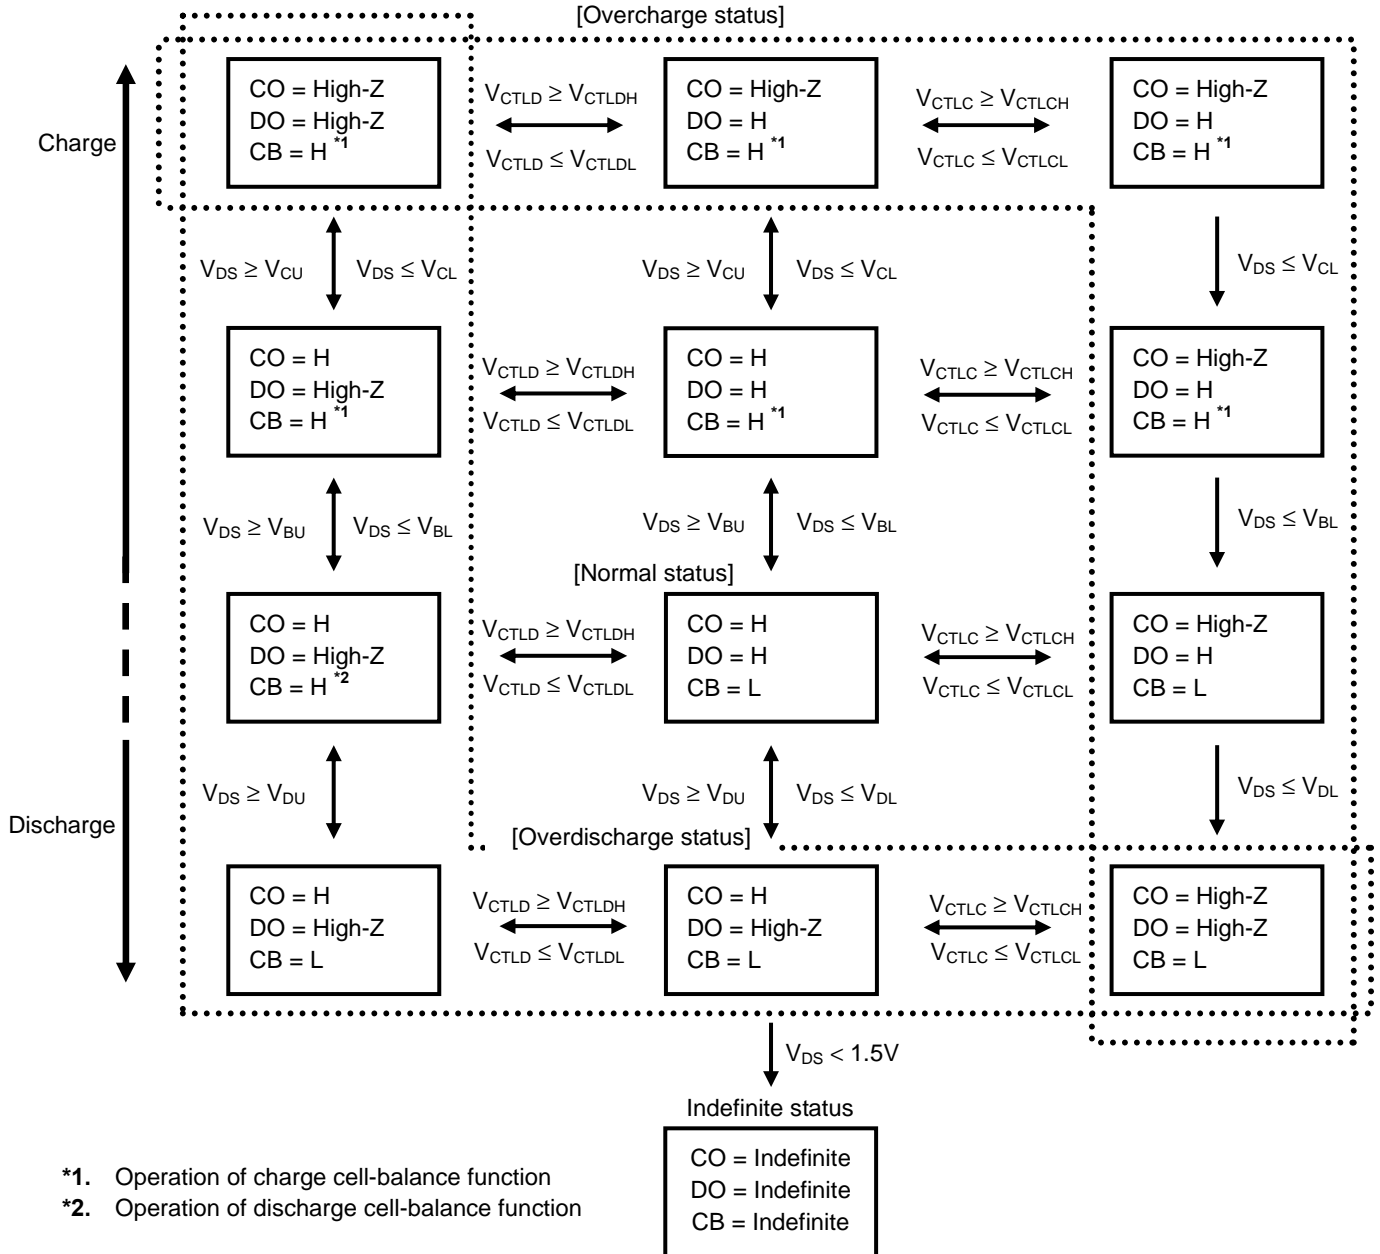 [Overcharge status]
CO = High-Z
DO = High-Z
CB = H *1
VCTLD ≥ VCTLDH
VCTLD ≤ VCTLDL
CO = High-Z
DO = H
CB = H *1
VCTLC ≥ VCTLCH
VCTLC ≤ VCTLCL
CO = High-Z
DO = H
CB = H *1
Charge
VDS ≥ VCU
VDS ≤ VCL
VDS ≥ VCU
VDS ≤ VCL
VDS ≤ VCL
CO = H
DO = High-Z
CB = H *1
VCTLD ≥ VCTLDH
VCTLD ≤ VCTLDL
CO = H
DO = H
CB = H *1
VCTLC ≥ VCTLCH
VCTLC ≤ VCTLCL
CO = High-Z
DO = H
CB = H *1
VDS ≥ VBU
VDS ≤ VBL
VDS ≥ VBU
VDS ≤ VBL
VDS ≤ VBL
[Normal status]
CO = H
DO = High-Z
CB = H *2
VCTLD ≥ VCTLDH
VCTLD ≤ VCTLDL
CO = H
DO = H
CB = L
VCTLC ≥ VCTLCH
VCTLC ≤ VCTLCL
CO = High-Z
DO = H
CB = L
VDS ≥ VDU
VDS ≥ VDU
VDS ≤ VDL
VDS ≤ VDL
Discharge
[Overdischarge status]
CO = H
DO = High-Z
CB = L
VCTLD ≥ VCTLDH
VCTLD ≤ VCTLDL
CO = H
DO = High-Z
CB = L
VCTLC ≥ VCTLCH
VCTLC ≤ VCTLCL
CO = High-Z
DO = High-Z
CB = L
VDS < 1.5V
Indefinite status
CO = Indefinite
DO = Indefinite
CB = Indefinite
*1. Operation of charge cell-balance function
*2. Operation of discharge cell-balance function